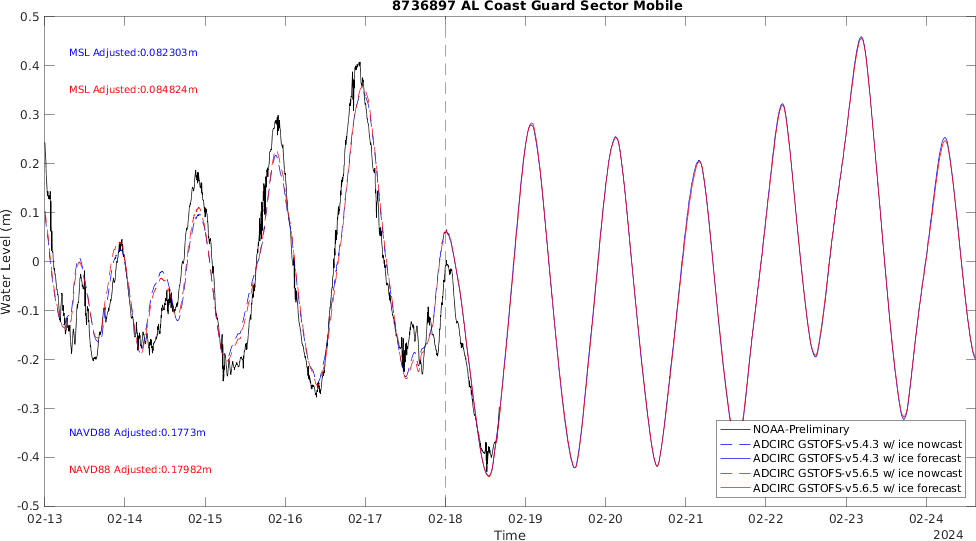 8736897 AL Coast Guard Sector Mobile
0.5
0.4
0.3
0.2
0.1
0
-0.1
-0.2
-0.3
-0.4
-0.5
Water Level (m)
MSL Adjusted:0.082303m
MSL Adjusted:0.084824m
NAVD88 Adjusted:0.1773m
NAVD88 Adjusted:0.17982m
NOAA-Preliminary
ADCIRC GSTOFS-v5.4.3 w/ ice nowcast
ADCIRC GSTOFS-v5.4.3 w/ ice forecast
ADCIRC GSTOFS-v5.6.5 w/ ice nowcast
ADCIRC GSTOFS-v5.6.5 w/ ice forecast
02-13 02-14 02-15 02-16 02-17 02-18 02-19 02-20 02-21 02-22 02-23 02-24
Time
2024